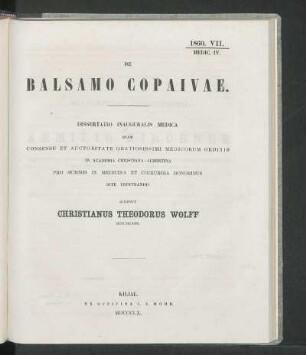 1860. VII.
MEDIC. IV.
DE
BALSAMO COPAIVAE.
DISSERTATIO INAUGURALIS MEDICA
QUAM
CONSENSU ET AUCTORITATE GRATIOSISSIMI MEDICORUM ORDINIS
IN ACADEMIA CHRISTIANA ALBERTINA
PRO SUMMIS IN MEDICINA ET CHIRURGIA HONORIBUS
RITE IMPETRANDIS
SCRIPSIT
CHRISTIANUS THEODORUS WOLFF
KILIAE.
EX OFFICINA C. F. MOHR.
MDCCCLX.